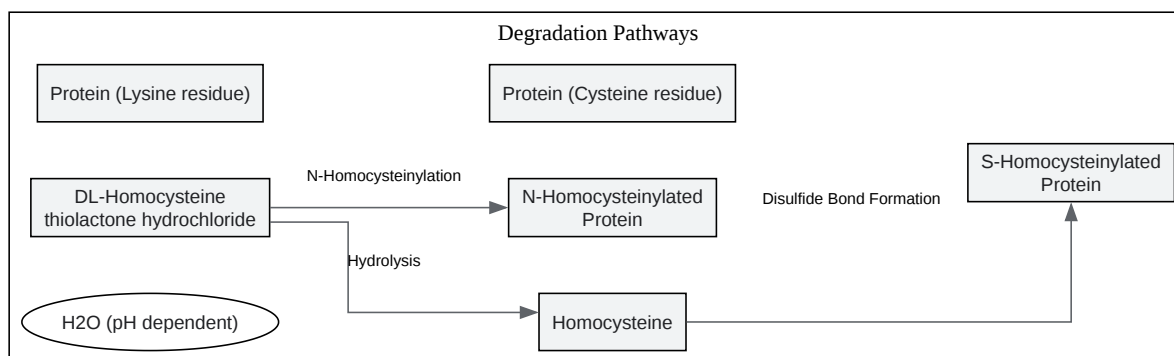 Degradation Pathways
Protein (Lysine residue)
Protein (Cysteine residue)
DL-Homocysteine
thiolactone hydrochloride
N-Homocysteinylation
N-Homocysteinylated
Protein
Disulfide Bond Formation
S-Homocysteinylated
Protein
Hydrolysis
H2O (pH dependent)
Homocysteine